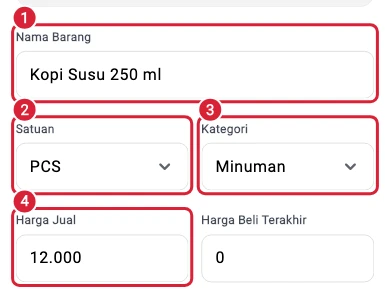 1
Nama Barang
Kopi Susu 250 ml
2 3
Satuan Kategori
PCS Minuman
4
Harga Jual Harga Beli Terakhir
12.000 0